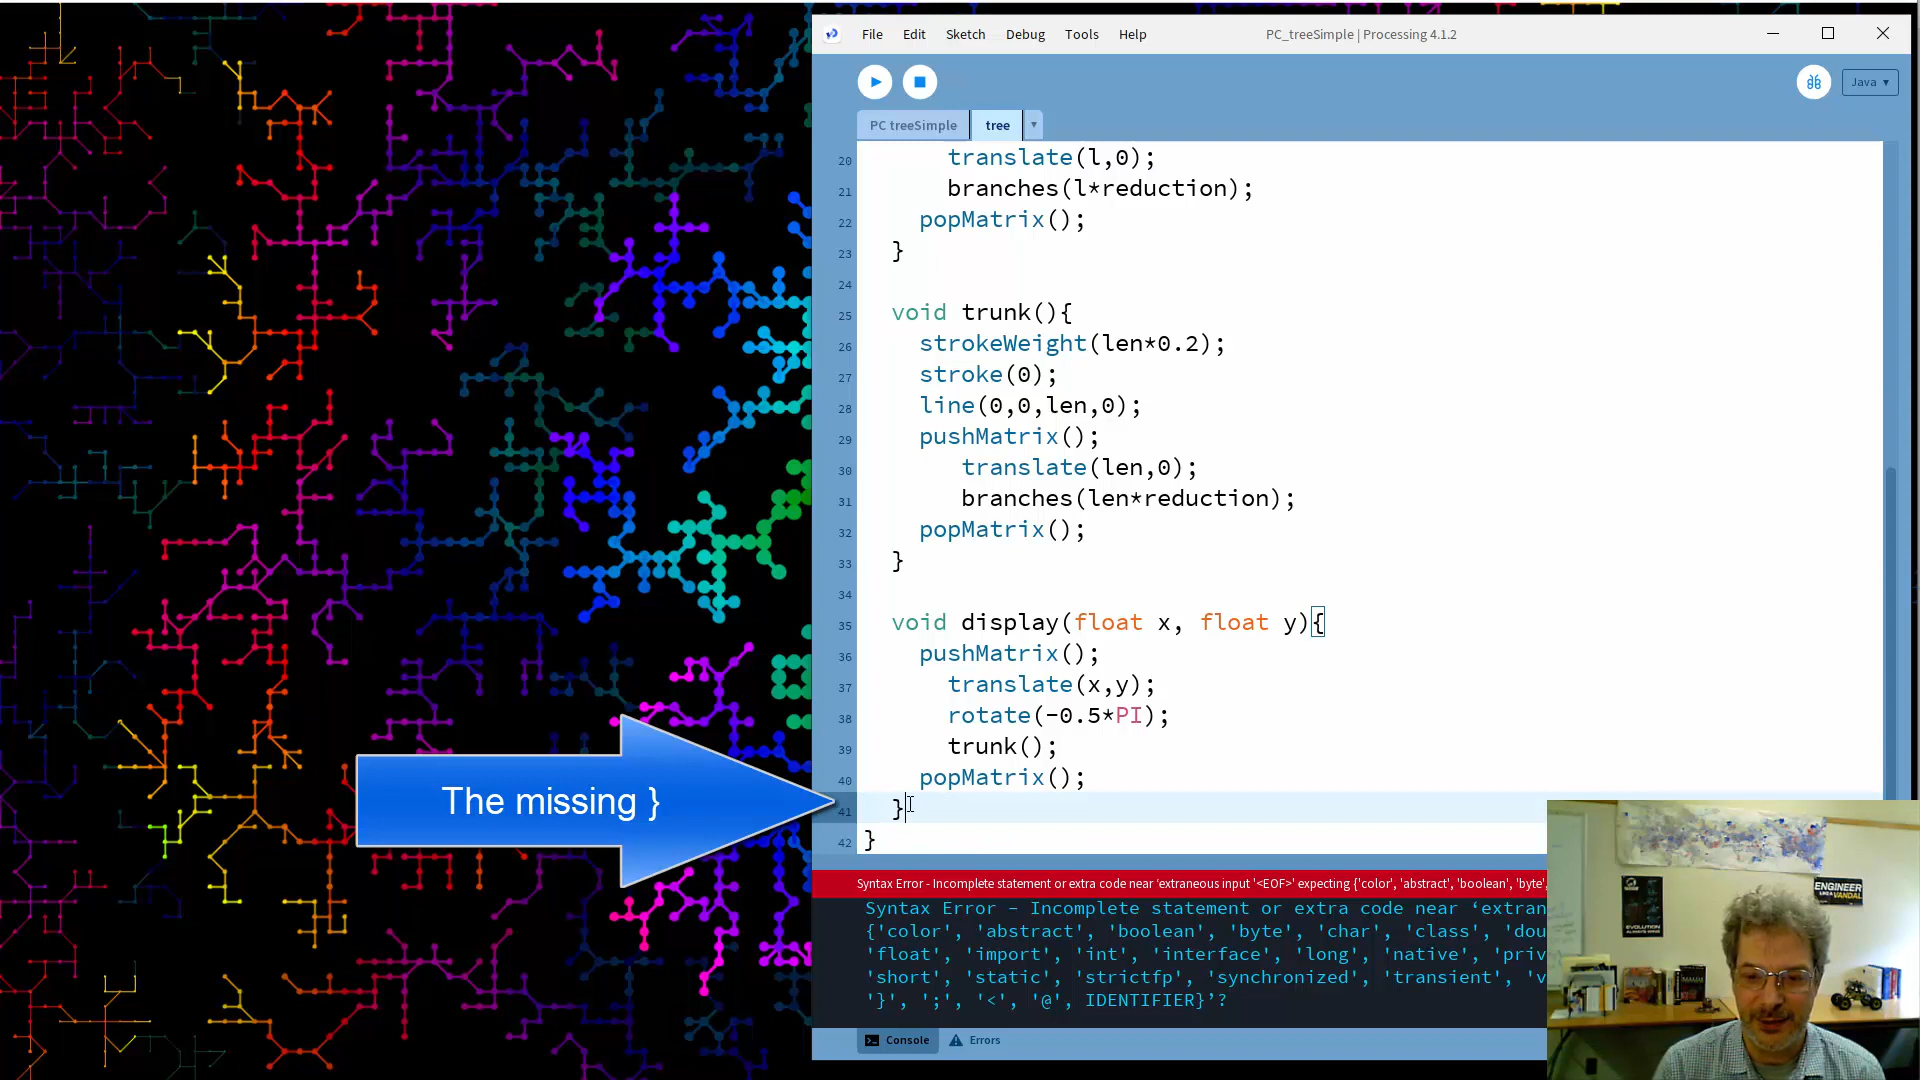 File Edit Sketch Debug Tools Help
PC_treeSimple | Processing 4.1.2
Java ▾
PC treeSimple tree ▾
20 translate(l,0);
21 branches(l*reduction);
22 popMatrix();
23 }
24
25 void trunk(){
26 strokeWeight(len*0.2);
27 stroke(0);
28 line(0,0,len,0);
29 pushMatrix();
30 translate(len,0);
31 branches(len*reduction);
32 popMatrix();
33 }
34
35 void display(float x, float y){
36 pushMatrix();
37 translate(x,y);
38 rotate(-0.5*PI);
39 trunk();
40 popMatrix();
41 }
42 }
The missing }
Syntax Error - Incomplete statement or extra code near ‘extraneous input '<EOF>' expecting {'color', 'abstract', 'boolean', 'byte',
Syntax Error – Incomplete statement or extra code near ‘extran
{'color', 'abstract', 'boolean', 'byte', 'char', 'class', 'dou
'float', 'import', 'int', 'interface', 'long', 'native', 'priv
'short', 'static', 'strictfp', 'synchronized', 'transient', 'v
'}', ';', '<', '@', IDENTIFIER}’?
Console Errors
ENGINEER
LIKE A
VANDAL
EVOLUTION